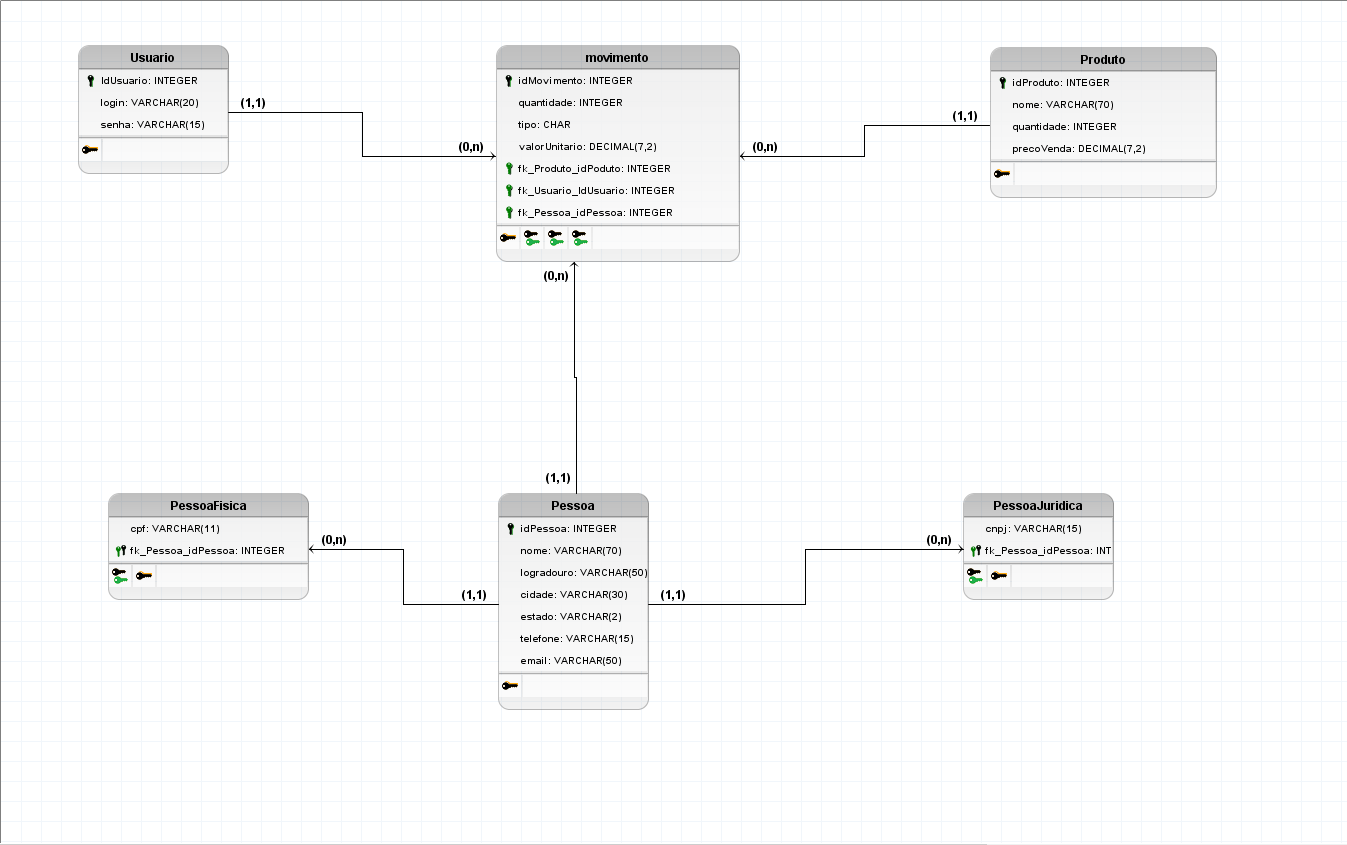 Usuario
IdUsuario: INTEGER
login: VARCHAR(20)
senha: VARCHAR(15)
(1,1)
(0,n)
movimento
idMovimento: INTEGER
quantidade: INTEGER
tipo: CHAR
valorUnitario: DECIMAL(7,2)
fk_Produto_idPoduto: INTEGER
fk_Usuario_IdUsuario: INTEGER
fk_Pessoa_idPessoa: INTEGER
(0,n)
(1,1)
Produto
idProduto: INTEGER
nome: VARCHAR(70)
quantidade: INTEGER
precoVenda: DECIMAL(7,2)
(0,n)
(1,1)
PessoaFisica
cpf: VARCHAR(11)
fk_Pessoa_idPessoa: INTEGER
(0,n)
(1,1)
Pessoa
idPessoa: INTEGER
nome: VARCHAR(70)
logradouro: VARCHAR(50)
cidade: VARCHAR(30)
estado: VARCHAR(2)
telefone: VARCHAR(15)
email: VARCHAR(50)
(1,1)
(0,n)
PessoaJuridica
cnpj: VARCHAR(15)
fk_Pessoa_idPessoa: INT